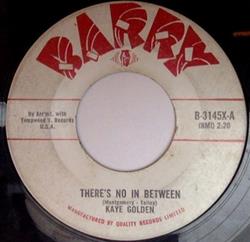 BARRY
By Arr'mt. with
Tempwood V. Records
U.S.A.
B-3145X-A
(BMI) 2:20
THERE'S NO IN BETWEEN
(Montgomery - Talley)
KAYE GOLDEN
MANUFACTURED BY QUALITY RECORDS LIMITED